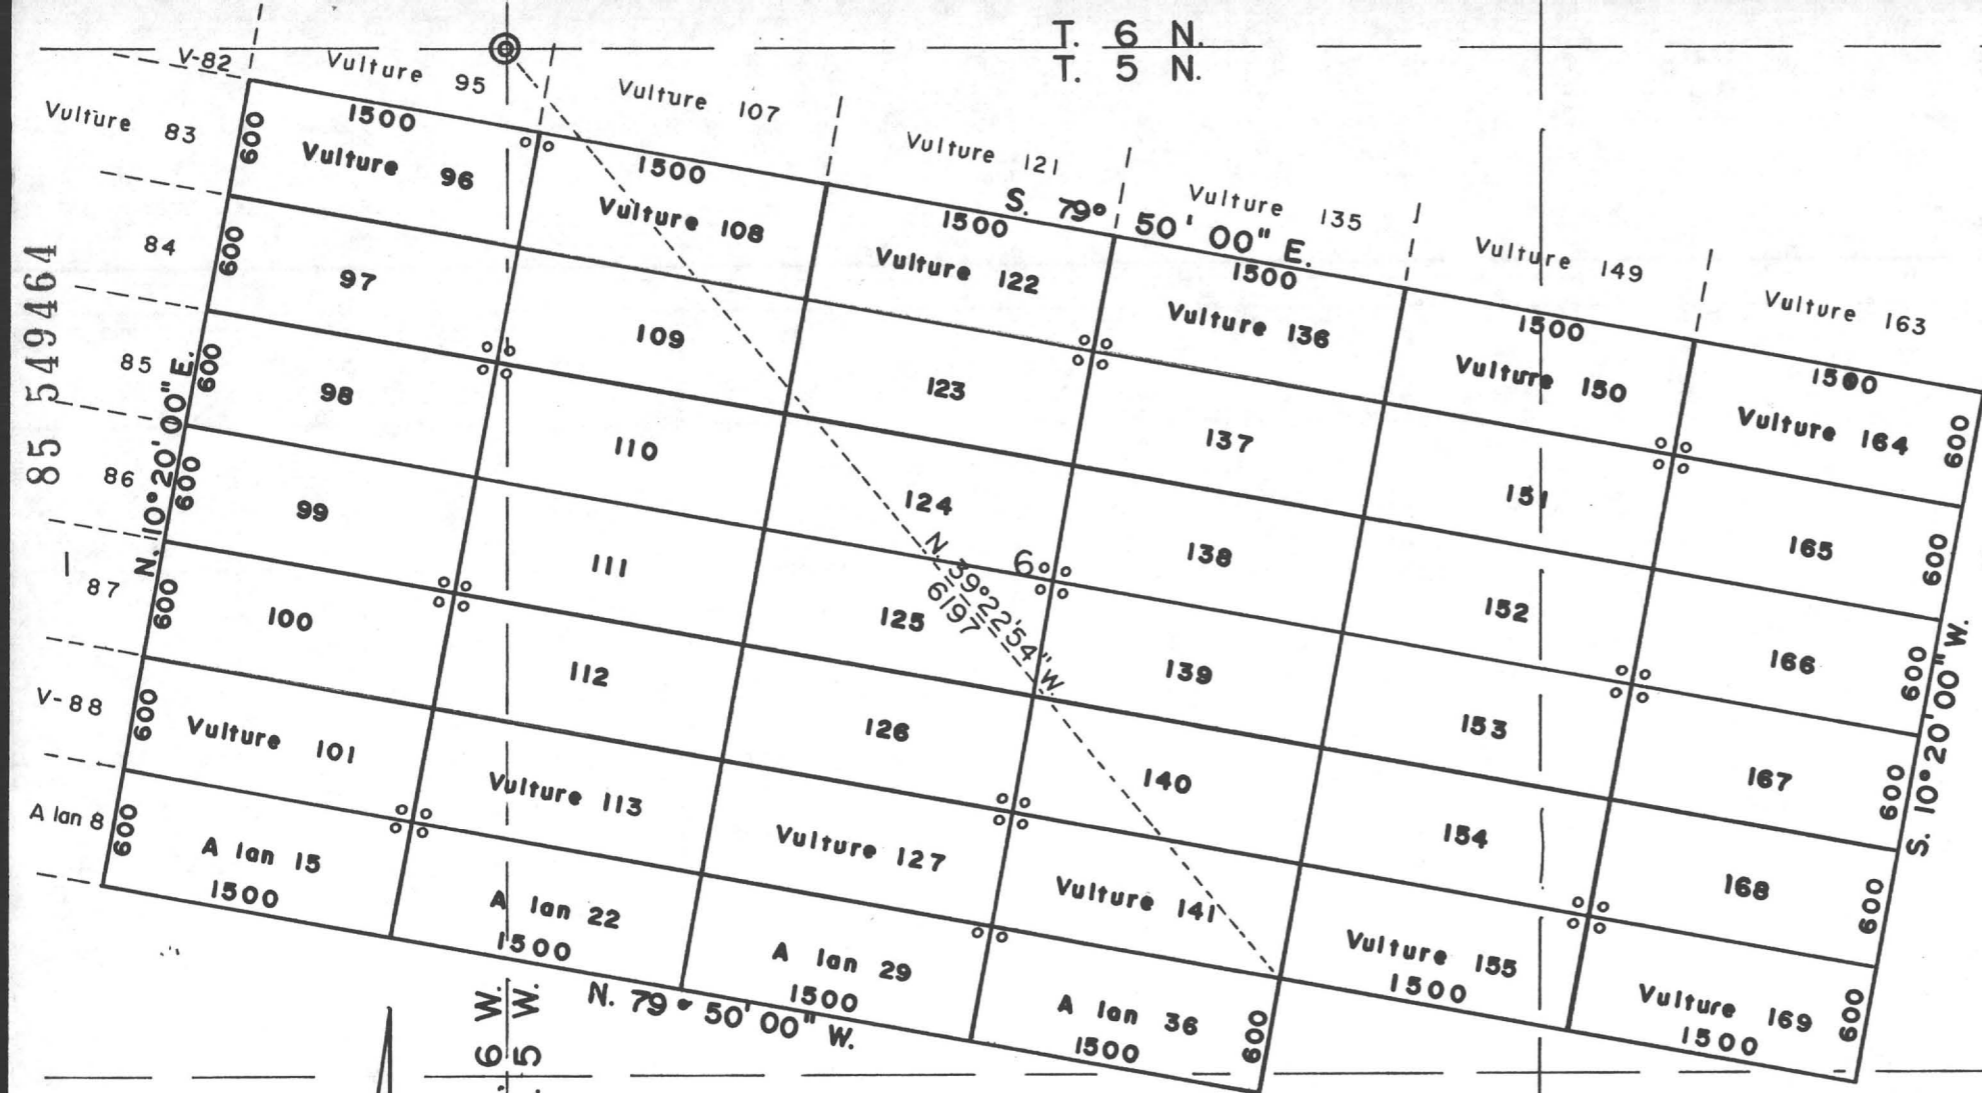 T. 6 N.
T. 5 N.
V-82
Vulture 95
Vulture 107
Vulture 121
Vulture 135
Vulture 149
Vulture 163
S. 79° 50' 00" E.
1500
1500
1500
1500
1500
1500
Vulture 83
84
85
86
87
V-88
A lan 8
85 549464
N. 10° 20' 00" E.
600
600
600
600
600
600
600
Vulture 96
97
98
99
100
Vulture 101
A lan 15
1500
Vulture 108
109
110
111
112
Vulture 113
A lan 22
1500
Vulture 122
123
124
125
126
Vulture 127
A lan 29
1500
6
N 39° 22' 54" W
6197
Vulture 136
137
138
139
140
Vulture 141
A lan 36
1500
600
Vulture 150
151
152
153
154
Vulture 155
1500
Vulture 164
165
166
167
168
Vulture 169
1500
600
600
600
600
600
600
S. 10° 20' 00" W.
N. 79° 50' 00" W.
6 W.
5 W.